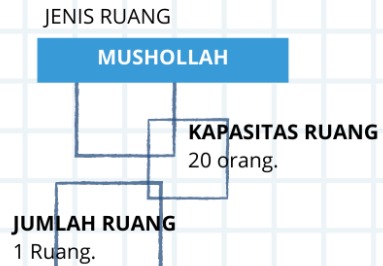 JENIS RUANG
MUSHOLLAH
KAPASITAS RUANG
20 orang.
JUMLAH RUANG
1 Ruang.